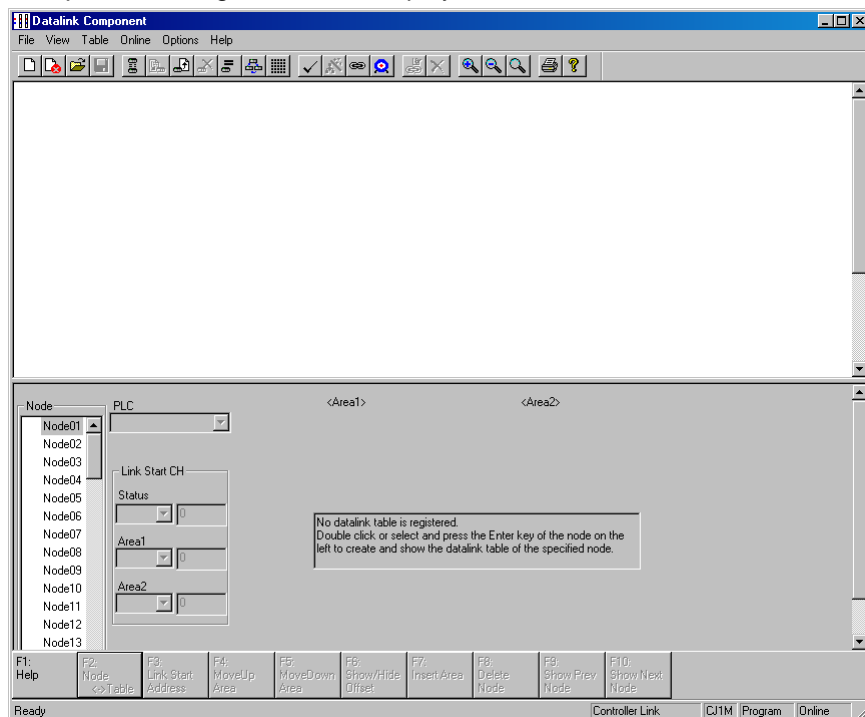 Datalink Component
File View Table Online Options Help
<Area1> <Area2>
Node
PLC
Node01
Node02
Node03
Node04
Node05
Node06
Node07
Node08
Node09
Node10
Node11
Node12
Node13
Link Start CH
Status
0
Area1
0
Area2
0
No datalink table is registered.
Double click or select and press the Enter key of the node on the
left to create and show the datalink table of the specified node.
F1:
Help
F2:
Node
<->Table
F3:
Link Start
Address
F4:
MoveUp
Area
F5:
MoveDown
Area
F6:
Show/Hide
Offset
F7:
Insert Area
F8:
Delete
Node
F9:
Show Prev
Node
F10:
Show Next
Node
Ready
Controller Link CJ1M Program Online